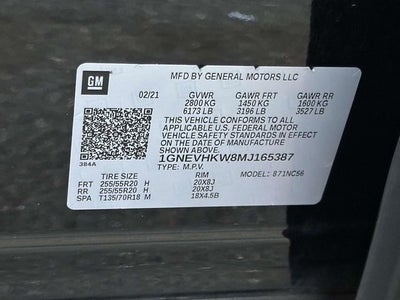 GM
MFD BY GENERAL MOTORS LLC
02/21 GVWR GAWR FRT GAWR RR
2800 KG 1450 KG 1600 KG
6173 LB 3196 LB 3527 LB
THIS VEHICLE CONFORMS TO ALL
APPLICABLE U.S. FEDERAL MOTOR
VEHICLE SAFETY STANDARDS IN EFFECT
ON THE DATE OF MANUFACTURE
SHOWN ABOVE.
1GNEVHKW8MJ165387
TYPE: M.P.V. MODEL: 871NC56
384A
TIRE SIZE RIM
FRT 255/55R20 H 20X8J
RR 255/55R20 H 20X8J
SPA T135/70R18 M 18X4.5B